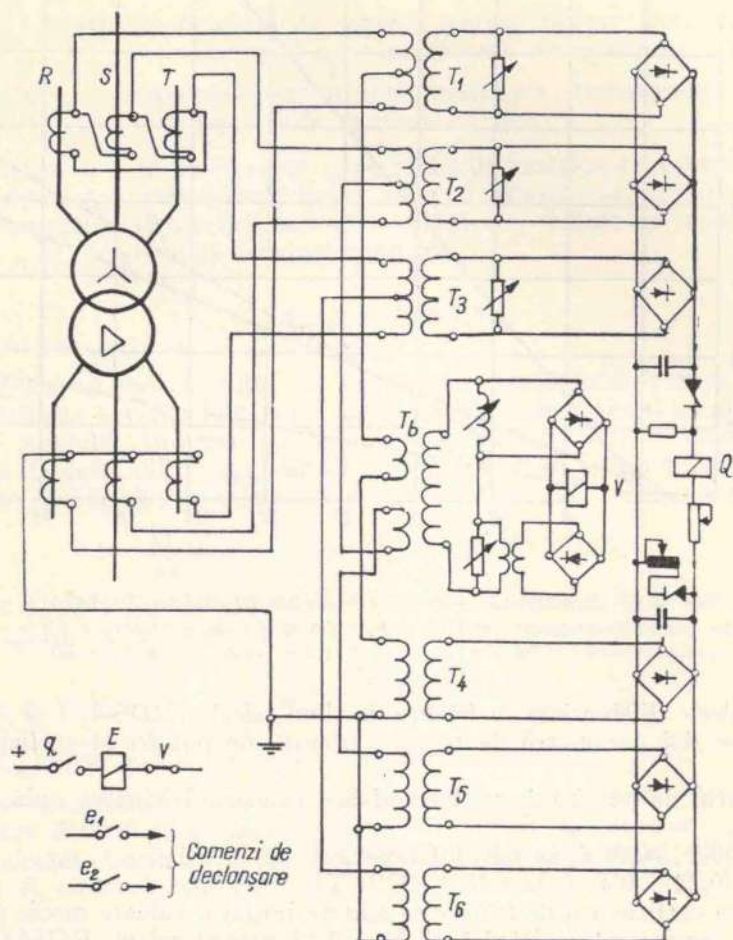 R S T
T1
T2
T3
Tb
V
Q
T4
T5
T6
+ q E V
e1
e2
Comenzi de
declanșare